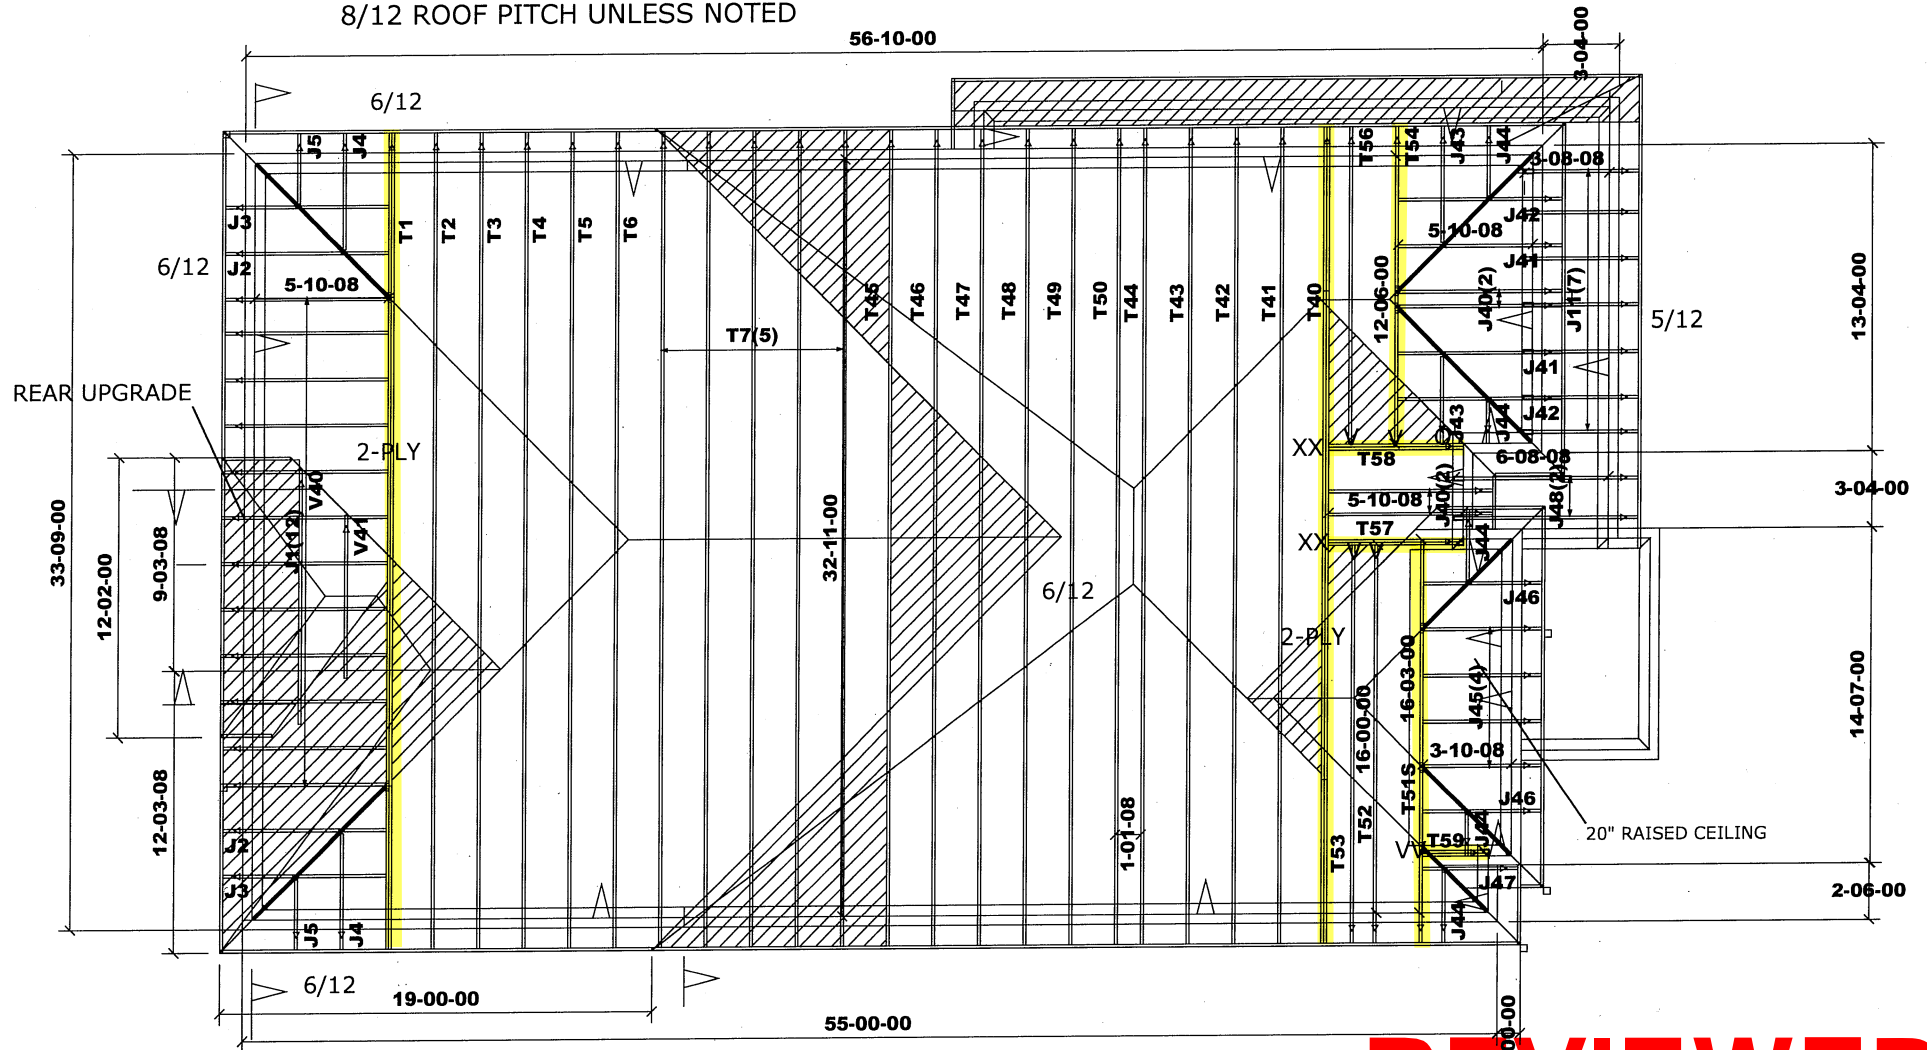 8/12 ROOF PITCH UNLESS NOTED
56-10-00
3-04-00
6/12
J5
J4
T56
T54
J43
J44
3-08-08
J3
T1
T2
T3
T4
T5
T6
J42
5-10-08
6/12
J2
5-10-08
J41
J40(2)
J11(7)
12-06-00
13-04-00
T45
T46
T47
T48
T49
T50
T44
T43
T42
T41
T40
5/12
T7(5)
J41
REAR UPGRADE
J42
J43
J44
2-PLY
XX
T58
6-08-08
V40
J40(2)
J48(2)
3-04-00
5-10-08
33-09-00
12-02-00
9-03-08
J1(12)
V41
32-11-00
T57
XX
J44
6/12
J46
2-PLY
16-03-00
J45(4)
14-07-00
16-00-00
3-10-08
T51S
J46
12-03-08
1-01-08
T52
T53
J44
20" RAISED CEILING
T59
J2
J3
J47
2-06-00
J5
J4
J44
6/12
19-00-00
55-00-00
REVIEWED